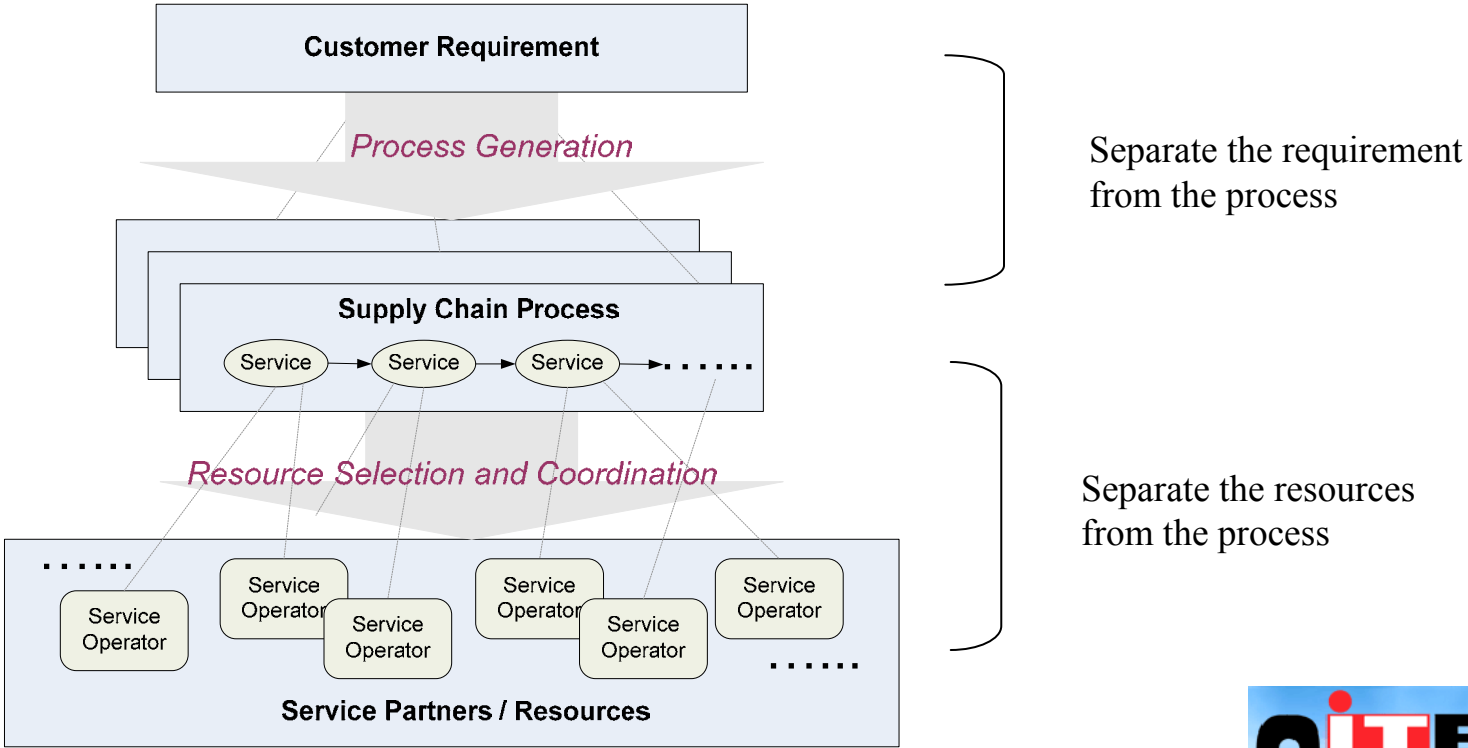 Customer Requirement
Process Generation
Separate the requirement
from the process
Supply Chain Process
Service
Service
Service
......
Resource Selection and Coordination
Separate the resources
from the process
......
Service
Operator
Service
Operator
Service
Operator
Service
Operator
Service
Operator
Service
Operator
......
Service Partners / Resources